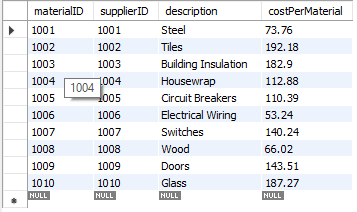 materialID supplierID description costPerMaterial
1001 1001 Steel 73.76
1002 1002 Tiles 192.18
1003 1003 Building Insulation 182.9
1004 1004 Housewrap 112.88
1004
1005 1005 Circuit Breakers 110.39
1006 1006 Electrical Wiring 53.24
1007 1007 Switches 140.24
1008 1008 Wood 66.02
1009 1009 Doors 143.51
1010 1010 Glass 187.27
NULL NULL NULL NULL